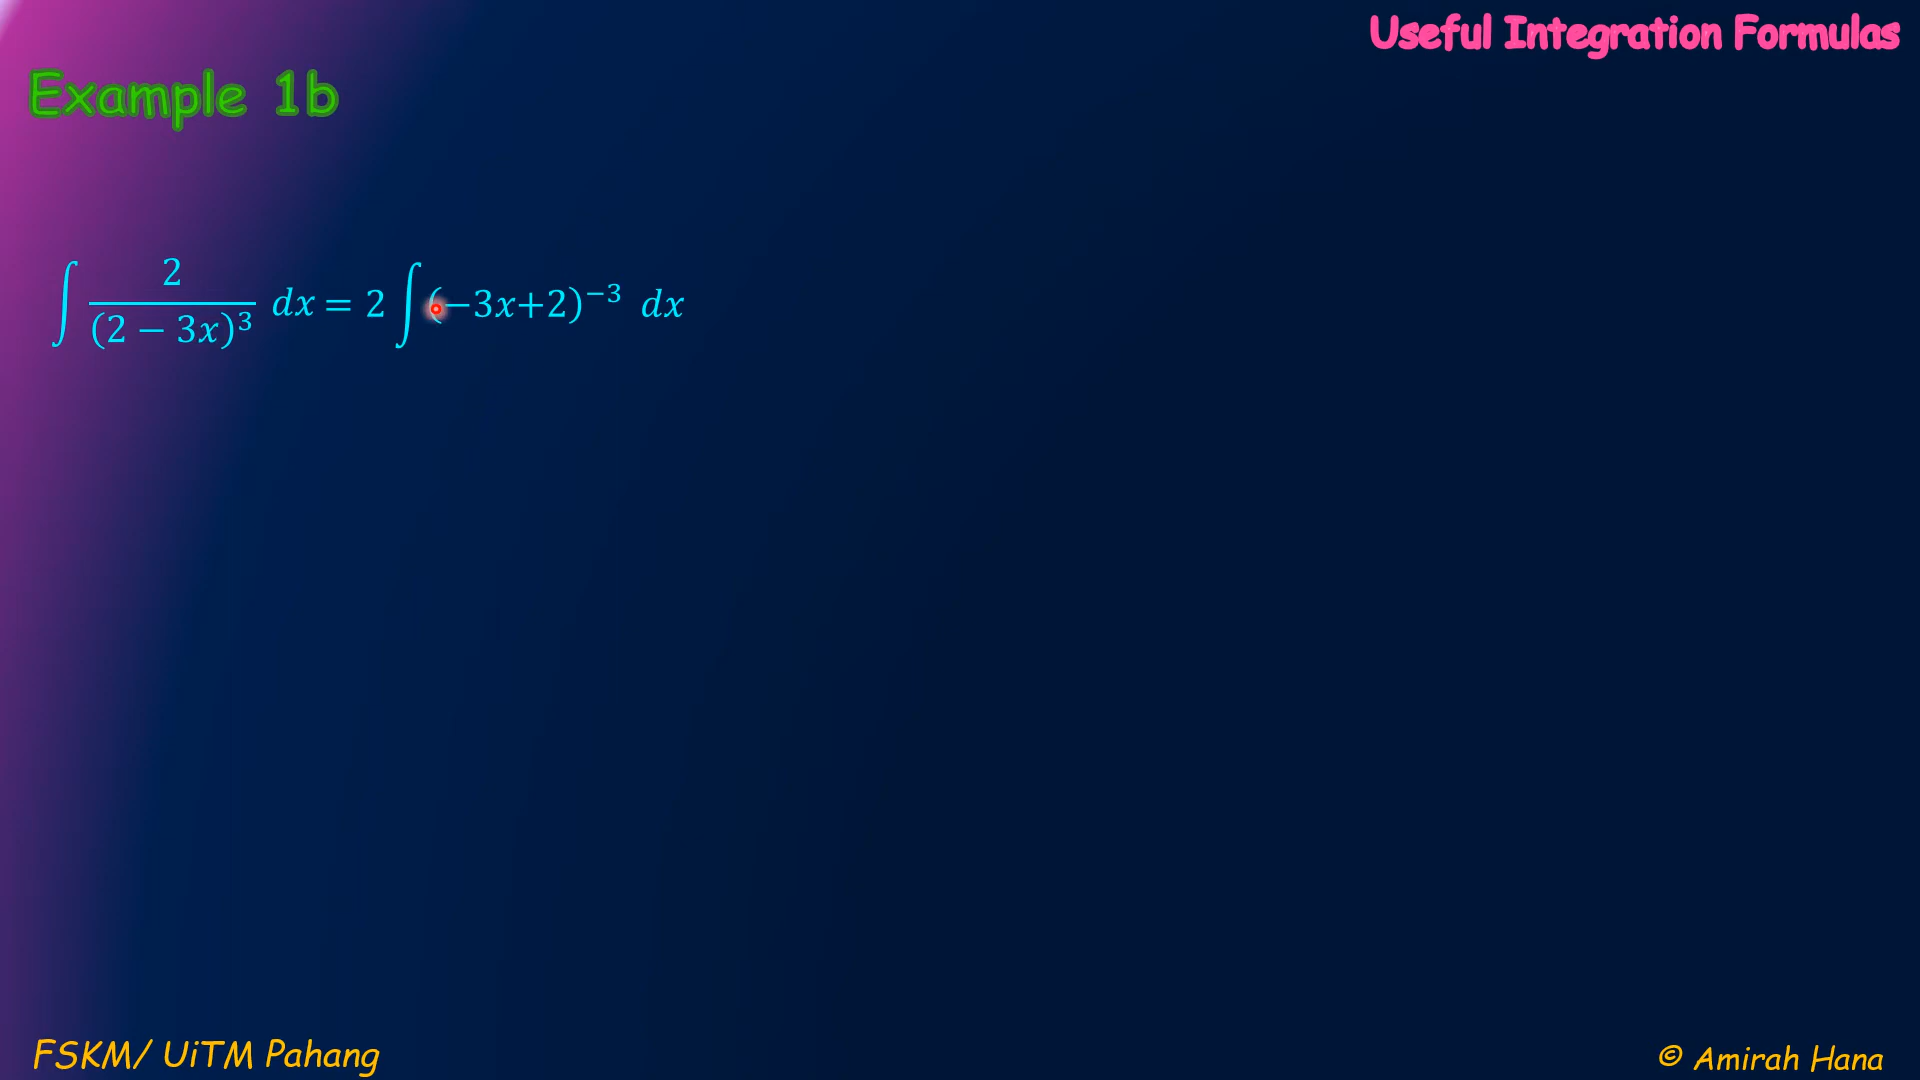 Useful Integration Formulas
Example 1b
∫ 2/(2 − 3x)³ dx = 2 ∫ (−3x+2)⁻³ dx
FSKM/ UiTM Pahang
© Amirah Hana